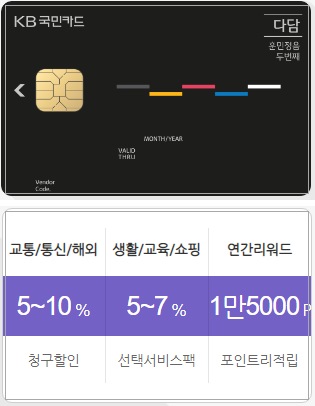 KB 국민카드
다담
훈민정음
두번째
MONTH/YEAR
VALID
THRU
Vendor
Code.
교통/통신/해외 생활/교육/쇼핑 연간리워드
5~10 % 5~7 % 1만5000 P
청구할인 선택서비스팩 포인트리적립